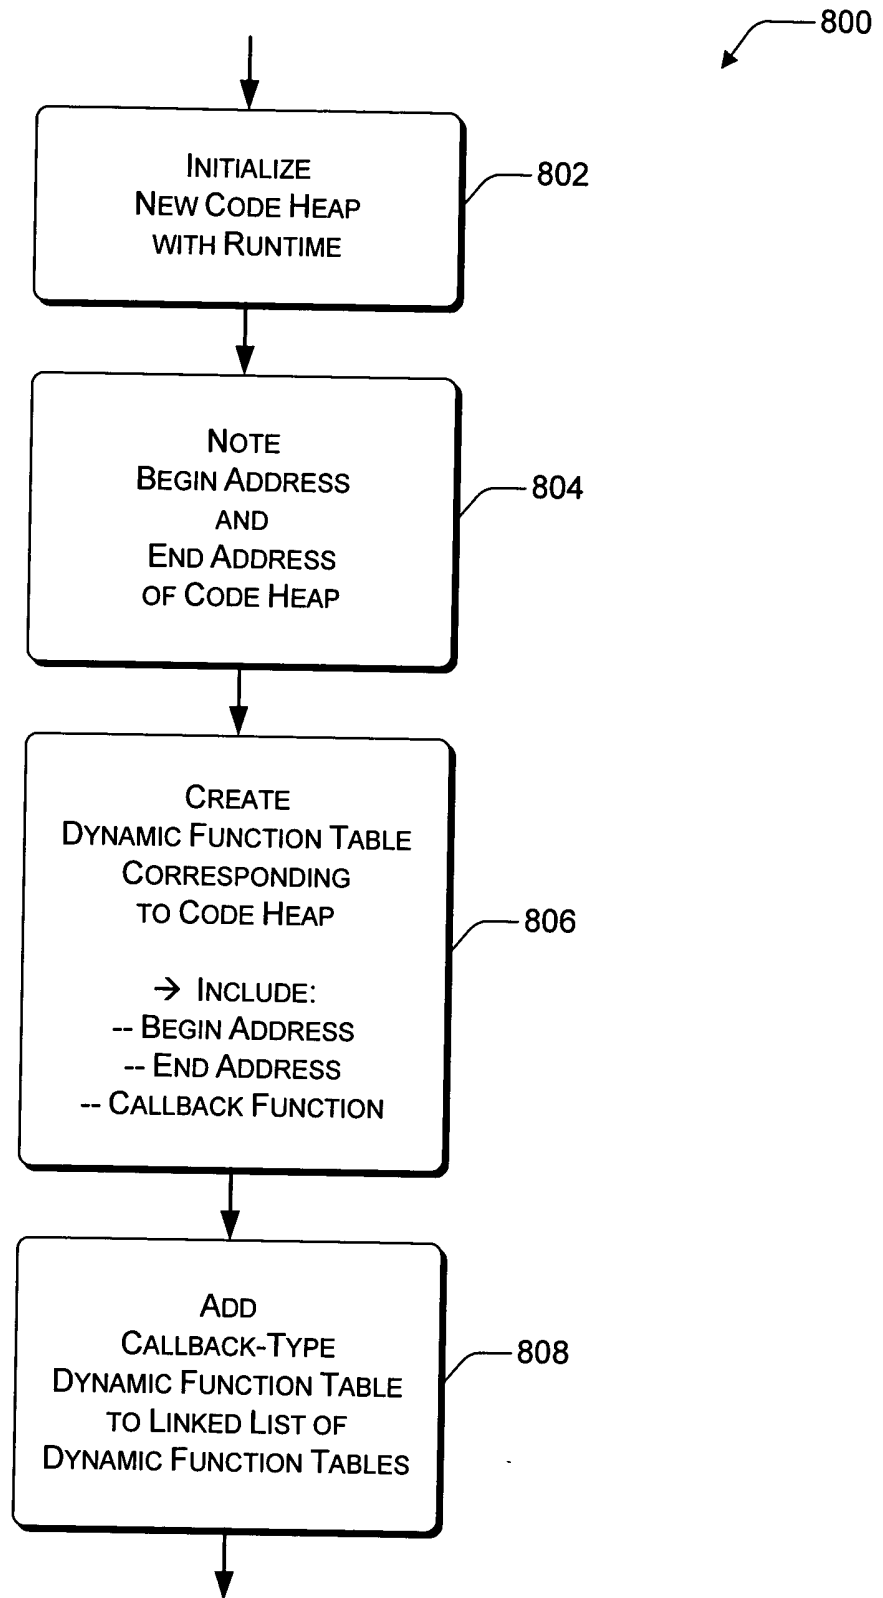 800
INITIALIZE
NEW CODE HEAP
WITH RUNTIME
802
NOTE
BEGIN ADDRESS
AND
END ADDRESS
OF CODE HEAP
804
CREATE
DYNAMIC FUNCTION TABLE
CORRESPONDING
TO CODE HEAP
→ INCLUDE:
-- BEGIN ADDRESS
-- END ADDRESS
-- CALLBACK FUNCTION
806
ADD
CALLBACK-TYPE
DYNAMIC FUNCTION TABLE
TO LINKED LIST OF
DYNAMIC FUNCTION TABLES
808